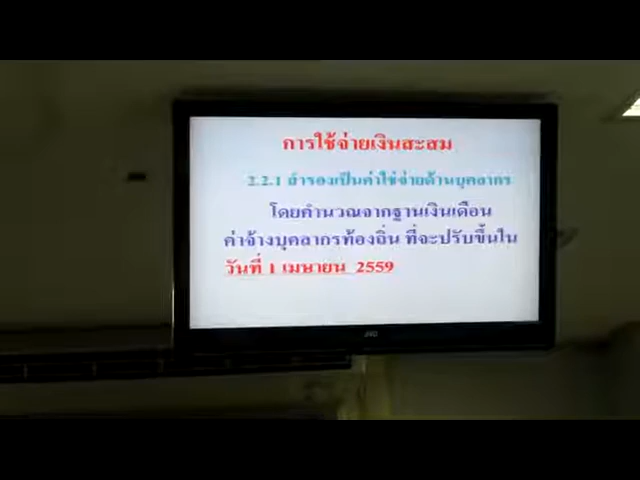 การใช้จ่ายเงินสะสม
2.2.1 สำรองเป็นค่าใช้จ่ายด้านบุคลากร
โดยคำนวณจากฐานเงินเดือน
ค่าจ้างบุคลากรท้องถิ่น ที่จะปรับขึ้นใน
วันที่ 1 เมษายน 2559
JVC